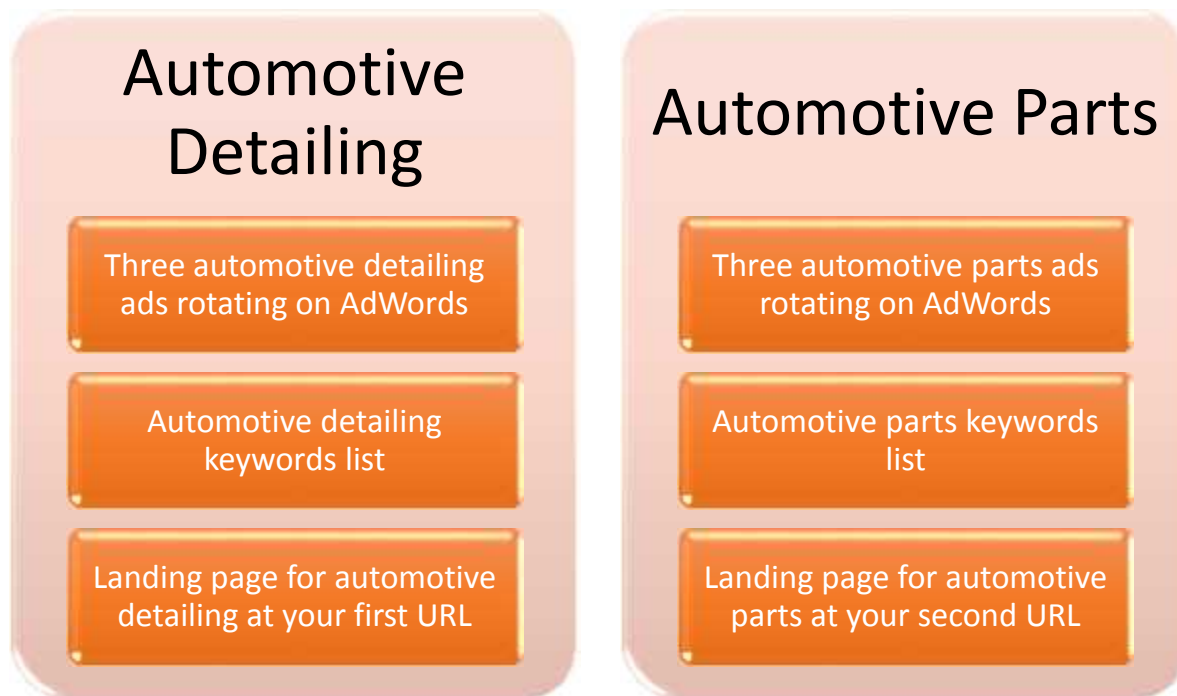 Automotive
Detailing
Three automotive detailing
ads rotating on AdWords
Automotive detailing
keywords list
Landing page for automotive
detailing at your first URL
Automotive Parts
Three automotive parts ads
rotating on AdWords
Automotive parts keywords
list
Landing page for automotive
parts at your second URL